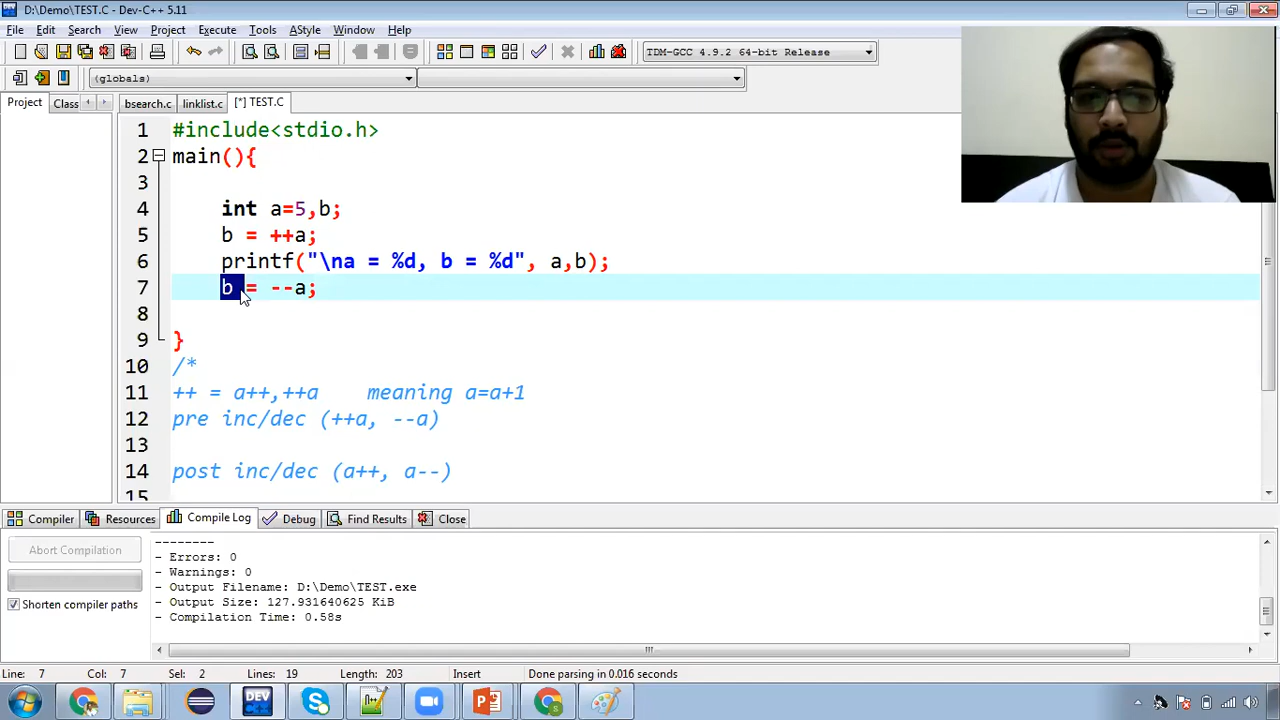 D:\Demo\TEST.C - Dev-C++ 5.11
File Edit Search View Project Execute Tools AStyle Window Help
TDM-GCC 4.9.2 64-bit Release
(globals)
Project Class bsearch.c linklist.c [*] TEST.C
1 #include<stdio.h>
2 main(){
3
4 int a=5,b;
5 b = ++a;
6 printf("\na = %d, b = %d", a,b);
7 b = --a;
8
9 }
10 /*
11 ++ = a++,++a meaning a=a+1
12 pre inc/dec (++a, --a)
13
14 post inc/dec (a++, a--)
15
Compiler Resources Compile Log Debug Find Results Close
Abort Compilation
Shorten compiler paths
--------
- Errors: 0
- Warnings: 0
- Output Filename: D:\Demo\TEST.exe
- Output Size: 127.931640625 KiB
- Compilation Time: 0.58s
Line: 7 Col: 7 Sel: 2 Lines: 19 Length: 203 Insert Done parsing in 0.016 seconds
DEV